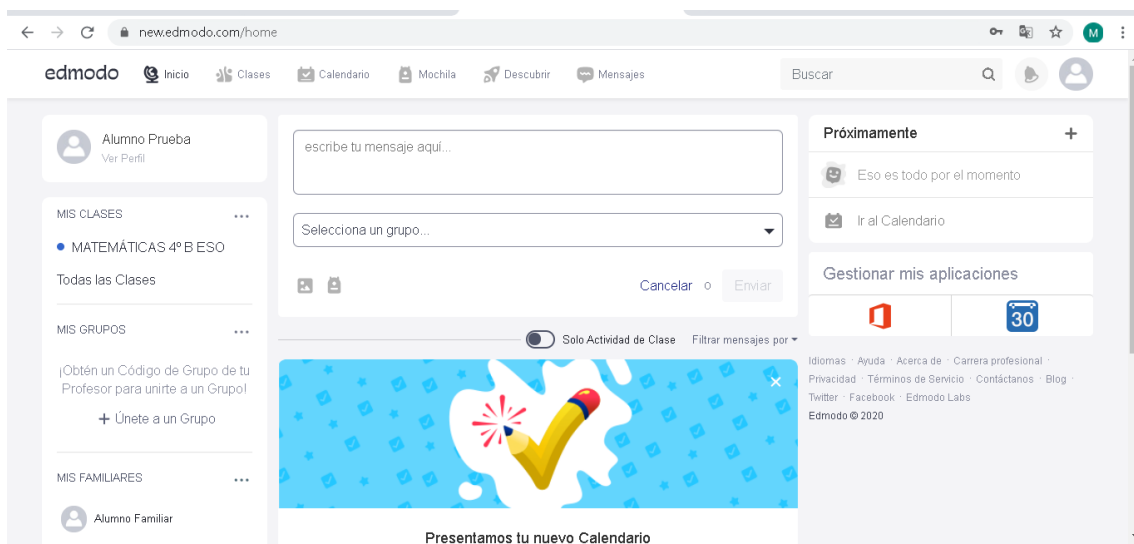 new.edmodo.com/home
M
edmodo Inicio Clases Calendario Mochila Descubrir Mensajes Buscar
Alumno Prueba
Ver Perfil
MIS CLASES ...
MATEMÁTICAS 4º B ESO
Todas las Clases
MIS GRUPOS ...
¡Obtén un Código de Grupo de tu
Profesor para unirte a un Grupo!
+ Únete a un Grupo
MIS FAMILIARES ...
Alumno Familiar
escribe tu mensaje aquí...
Selecciona un grupo...
Cancelar o Enviar
Solo Actividad de Clase Filtrar mensajes por
Presentamos tu nuevo Calendario
Próximamente +
Eso es todo por el momento
Ir al Calendario
Gestionar mis aplicaciones
30
Idiomas · Ayuda · Acerca de · Carrera profesional ·
Privacidad · Términos de Servicio · Contáctanos · Blog ·
Twitter · Facebook · Edmodo Labs
Edmodo © 2020